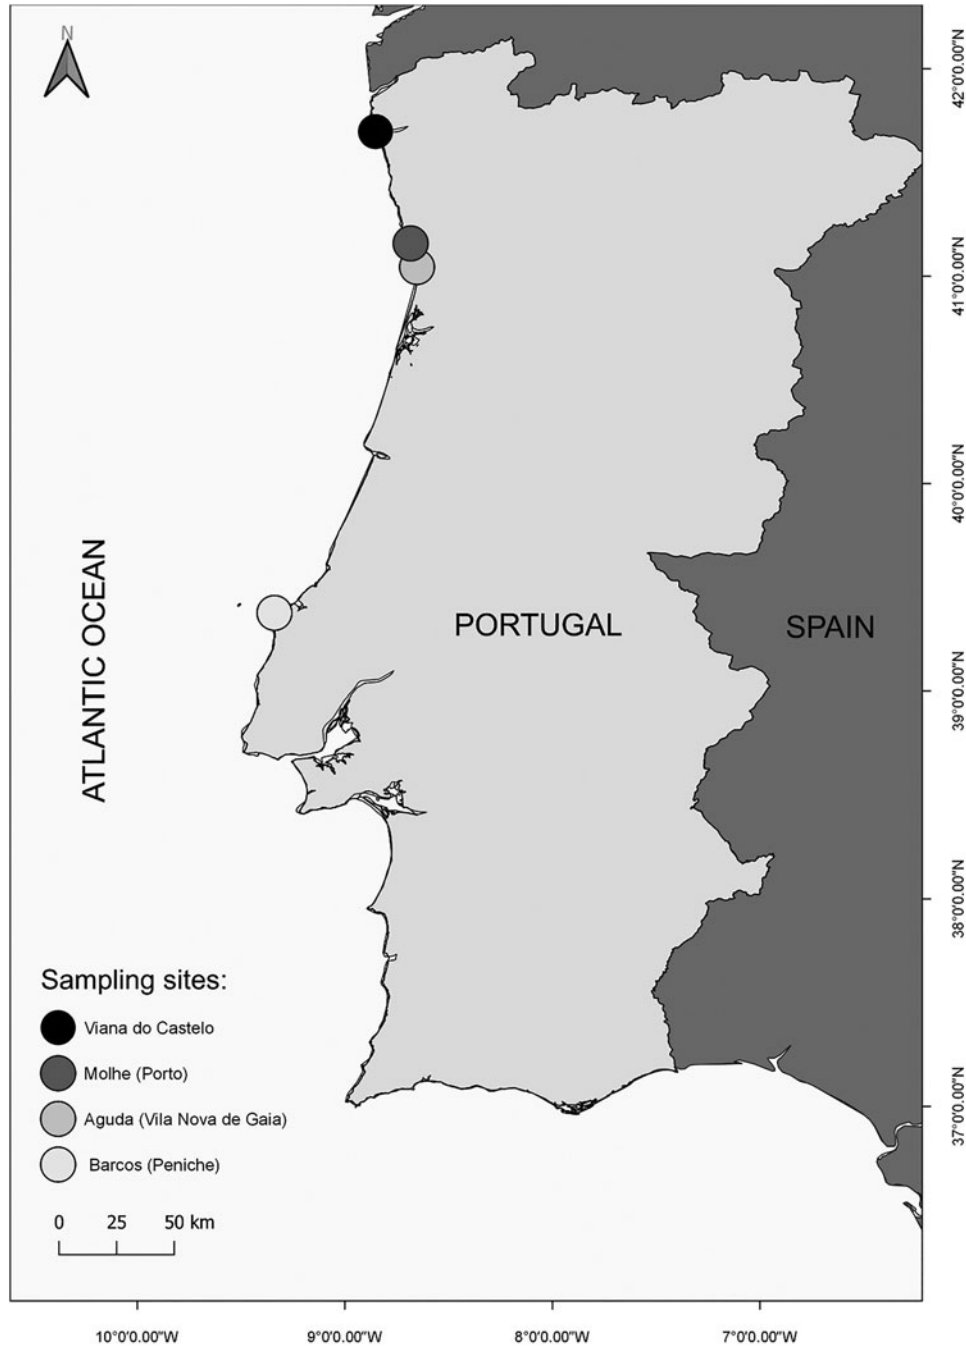 N
ATLANTIC OCEAN
PORTUGAL
SPAIN
Sampling sites:
Viana do Castelo
Molhe (Porto)
Aguda (Vila Nova de Gaia)
Barcos (Peniche)
0 25 50 km
42°0'0.00"N
41°0'0.00"N
40°0'0.00"N
39°0'0.00"N
38°0'0.00"N
37°0'0.00"N
10°0'0.00"W 9°0'0.00"W 8°0'0.00"W 7°0'0.00"W